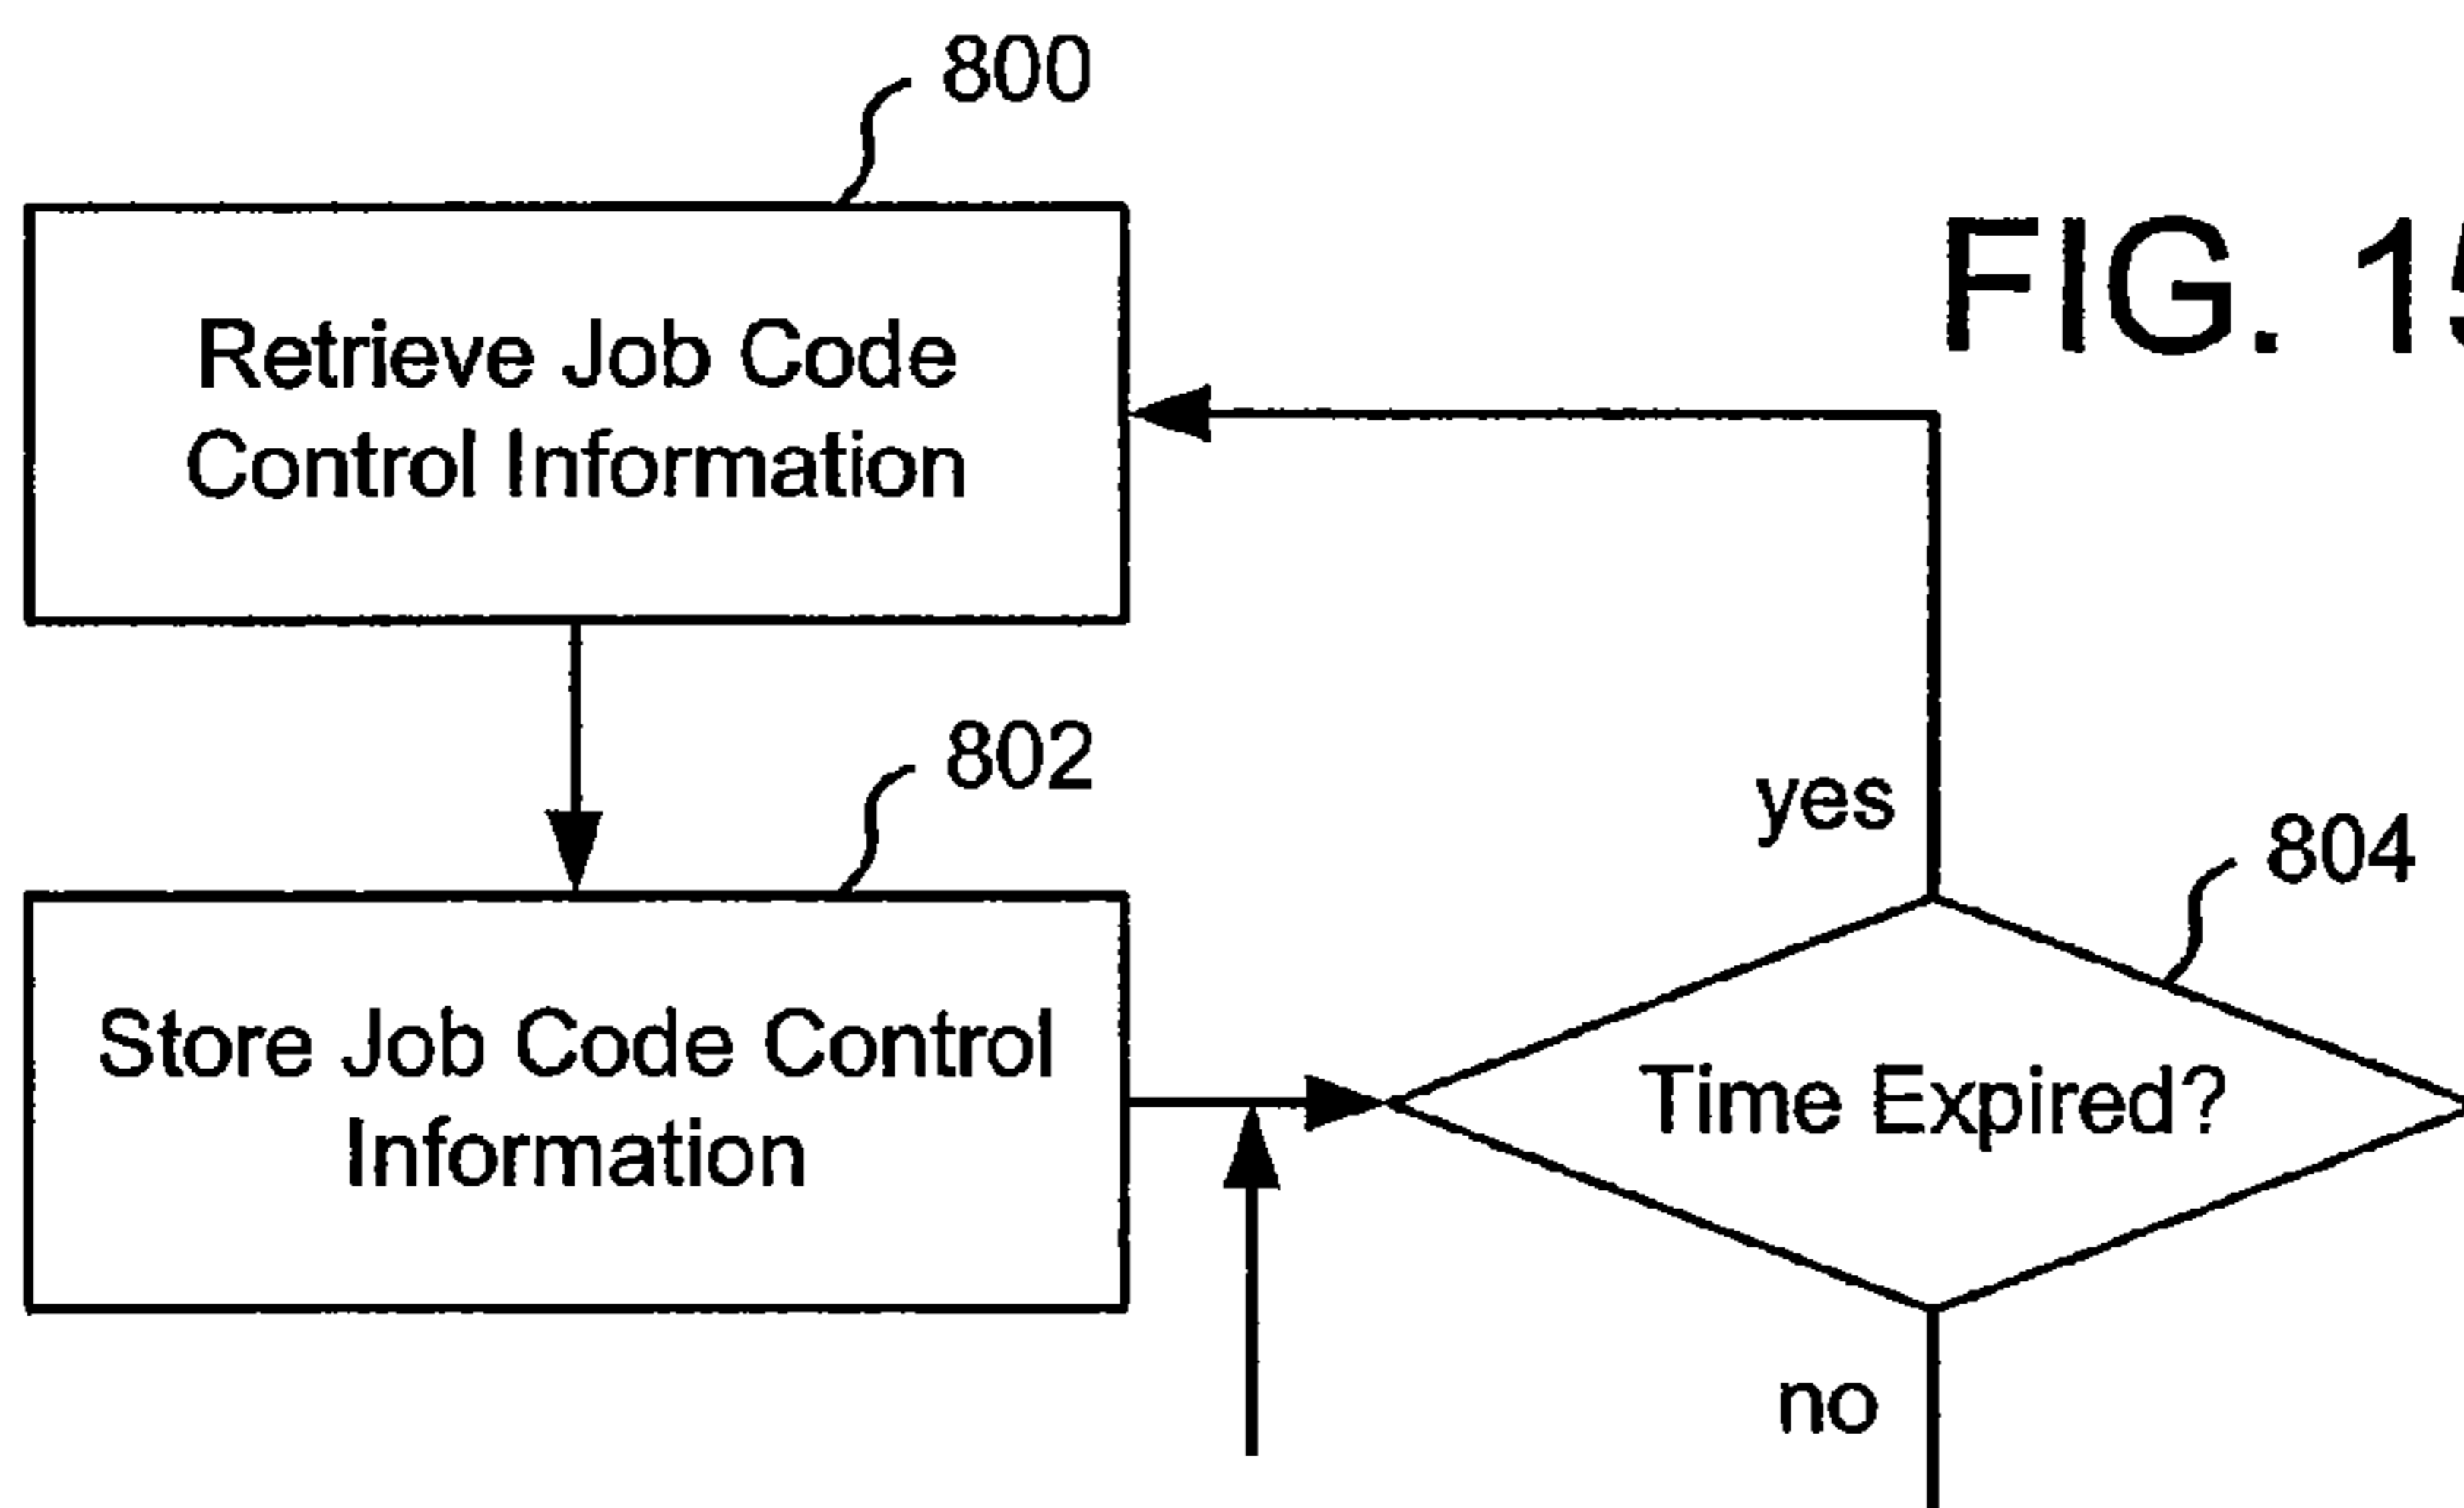 800
FIG. 15
Retrieve Job Code
Control Information
802
yes
804
Store Job Code Control
Information
Time Expired?
no